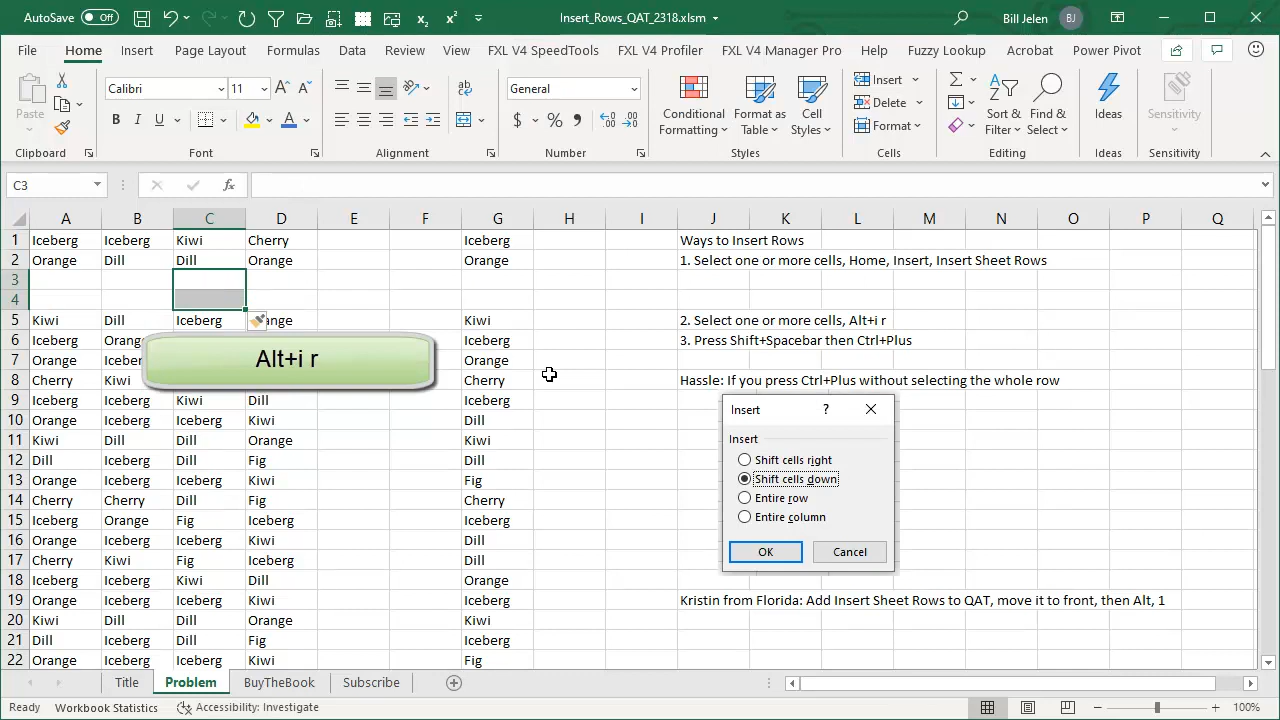 AutoSave Off Insert_Rows_QAT_2318.xlsm Bill Jelen BJ
File Home Insert Page Layout Formulas Data Review View FXL V4 SpeedTools FXL V4 Profiler FXL V4 Manager Pro Help Fuzzy Lookup Acrobat Power Pivot
Paste
Clipboard
Calibri 11
B I U
Font
Alignment
General
$ % 9
Number
Conditional Formatting
Format as Table
Cell Styles
Styles
Insert
Delete
Format
Cells
Sort & Filter
Find & Select
Editing
Ideas
Ideas
Sensitivity
Sensitivity
C3 fx
A B C D E F G H I J K L M N O P Q
1 Iceberg Iceberg Kiwi Cherry Iceberg Ways to Insert Rows
2 Orange Dill Dill Orange Orange 1. Select one or more cells, Home, Insert, Insert Sheet Rows
3
4
5 Kiwi Dill Iceberg ange Kiwi 2. Select one or more cells, Alt+i r
6 Iceberg Orang Iceberg 3. Press Shift+Spacebar then Ctrl+Plus
7 Orange Iceber Orange
Alt+i r
8 Cherry Kiwi Cherry Hassle: If you press Ctrl+Plus without selecting the whole row
9 Iceberg Iceberg Kiwi Dill Iceberg
10 Orange Iceberg Iceberg Kiwi Dill
11 Kiwi Dill Dill Orange Kiwi
12 Dill Iceberg Dill Fig Dill
13 Orange Iceberg Iceberg Kiwi Fig
14 Cherry Cherry Dill Fig Cherry
15 Iceberg Orange Fig Iceberg Iceberg
16 Orange Iceberg Kiwi Orange Dill
17 Cherry Kiwi Fig Iceberg Dill
18 Iceberg Iceberg Kiwi Dill Orange
19 Orange Iceberg Iceberg Kiwi Iceberg Kristin from Florida: Add Insert Sheet Rows to QAT, move it to front, then Alt, 1
20 Kiwi Dill Dill Orange Kiwi
21 Dill Iceberg Dill Fig Iceberg
22 Orange Iceberg Iceberg Kiwi Fig
Insert ?
Insert
Shift cells right
Shift cells down
Entire row
Entire column
OK Cancel
Title Problem BuyTheBook Subscribe
Ready Workbook Statistics Accessibility: Investigate 100%